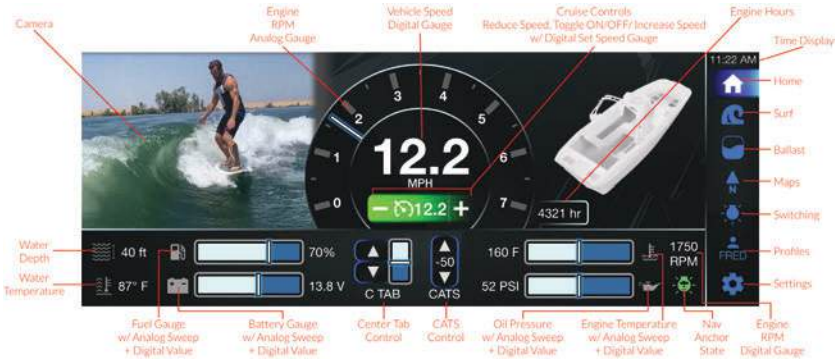 Camera
Engine
RPM
Analog Gauge
Vehicle Speed
Digital Gauge
Cruise Controls
Reduce Speed, Toggle ON/OFF/ Increase Speed
w/ Digital Set Speed Gauge
Engine Hours
Time Display
11:22 AM
0
1
2
3
4
5
6
7
12.2
MPH
12.2
4321 hr
Home
Surf
Ballast
N
Maps
Switching
FRED
Profiles
Settings
Water
Depth
40 ft
70%
Water
Temperature
87° F
13.8 V
C TAB
-50
CATS
160 F
52 PSI
1750
RPM
Fuel Gauge
w/ Analog Sweep
+ Digital Value
Battery Gauge
w/ Analog Sweep
+ Digital Value
Center Tab
Control
CATS
Control
Oil Pressure
w/ Analog Sweep
+ Digital Value
Engine Temperature
w/ Analog Sweep
+ Digital Value
Nav
Anchor
State
Engine
RPM
Digital Gauge